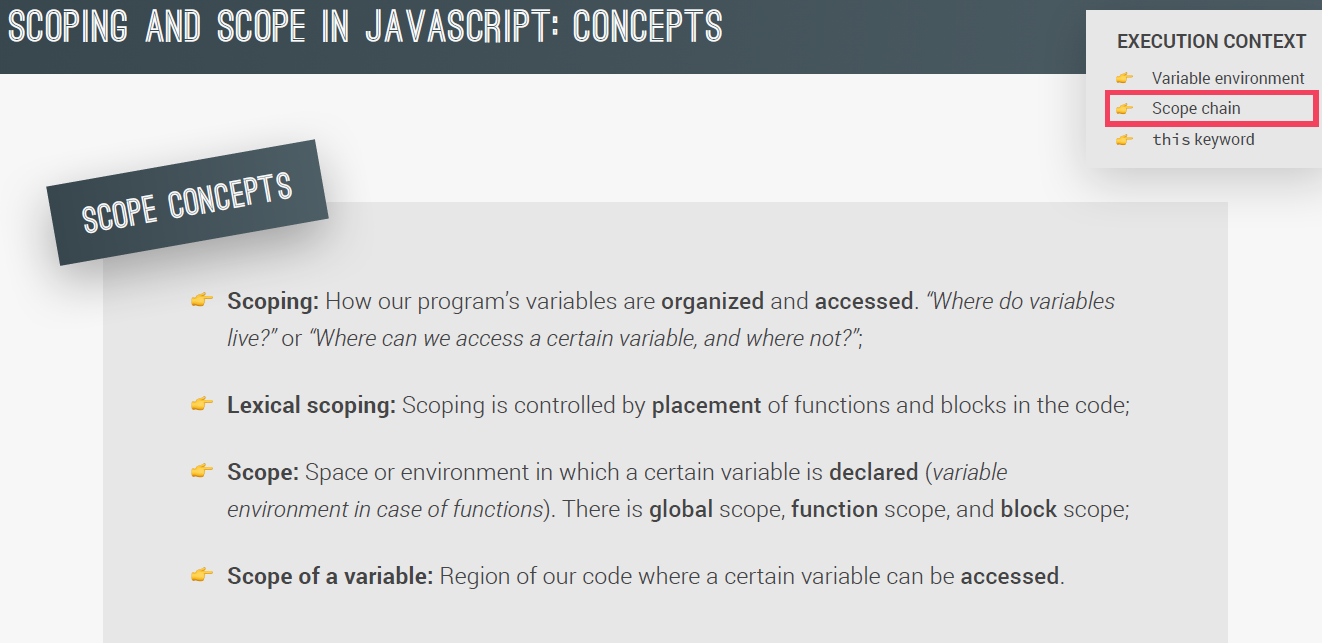 SCOPING AND SCOPE IN JAVASCRIPT: CONCEPTS
EXECUTION CONTEXT
👉 Variable environment
👉 Scope chain
👉 this keyword
SCOPE CONCEPTS
👉 Scoping: How our program’s variables are organized and accessed. “Where do variables
live?” or “Where can we access a certain variable, and where not?”;
👉 Lexical scoping: Scoping is controlled by placement of functions and blocks in the code;
👉 Scope: Space or environment in which a certain variable is declared (variable
environment in case of functions). There is global scope, function scope, and block scope;
👉 Scope of a variable: Region of our code where a certain variable can be accessed.